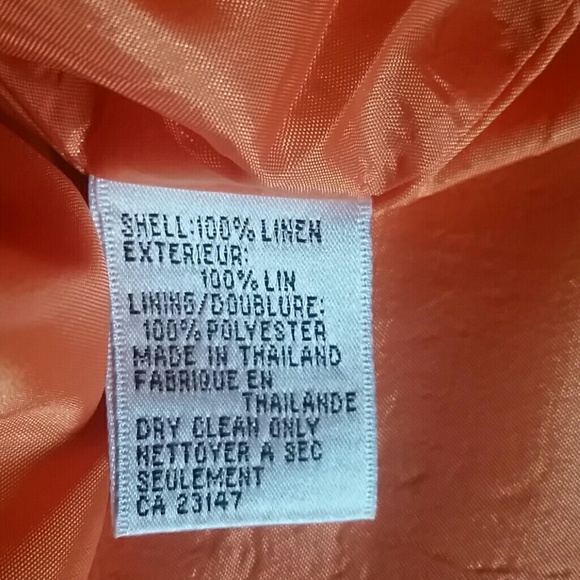 SHELL:100% LINEN
EXTERIEUR:
100% LIN
LINING/DOUBLURE:
100% POLYESTER
MADE IN THAILAND
FABRIQUE EN
THAILANDE
DRY CLEAN ONLY
NETTOYER A SEC
SEULEMENT
CA 23147